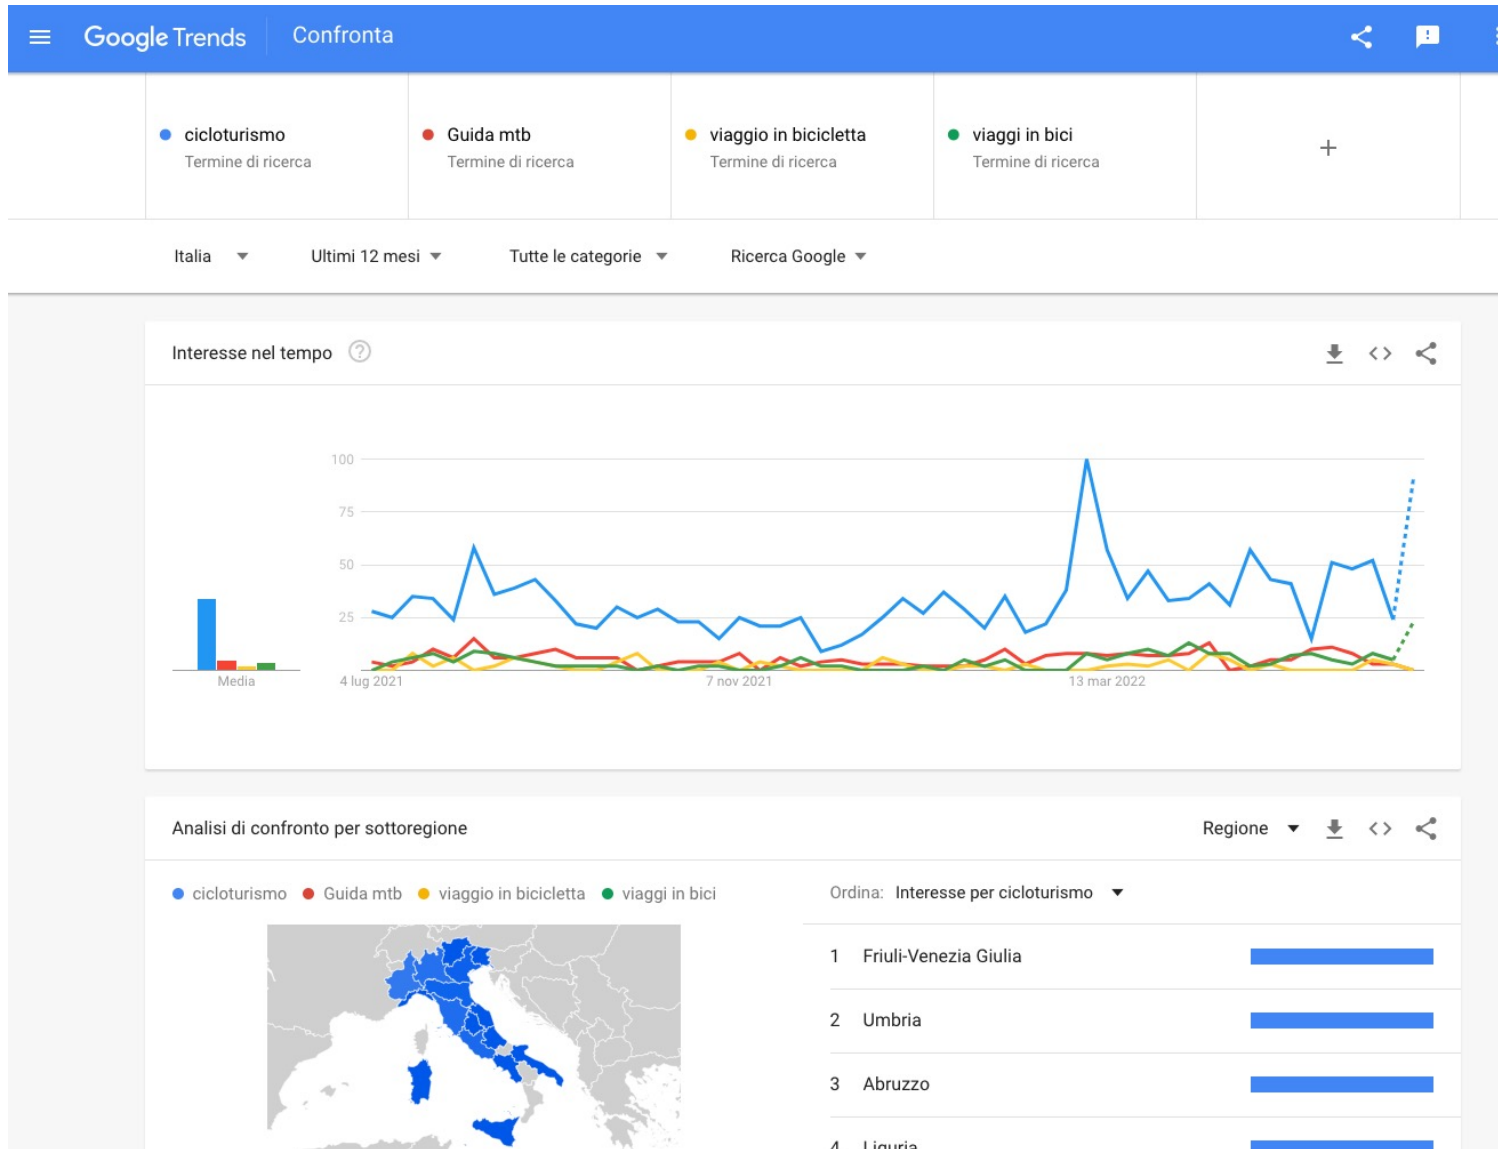 Google Trends Confronta
cicloturismo
Termine di ricerca
Guida mtb
Termine di ricerca
viaggio in bicicletta
Termine di ricerca
viaggi in bici
Termine di ricerca
+
Italia Ultimi 12 mesi Tutte le categorie Ricerca Google
Interesse nel tempo ?
100
75
50
25
Media 4 lug 2021 7 nov 2021 13 mar 2022
Analisi di confronto per sottoregione Regione
cicloturismo Guida mtb viaggio in bicicletta viaggi in bici
Ordina: Interesse per cicloturismo
1 Friuli-Venezia Giulia
2 Umbria
3 Abruzzo
4 Liguria